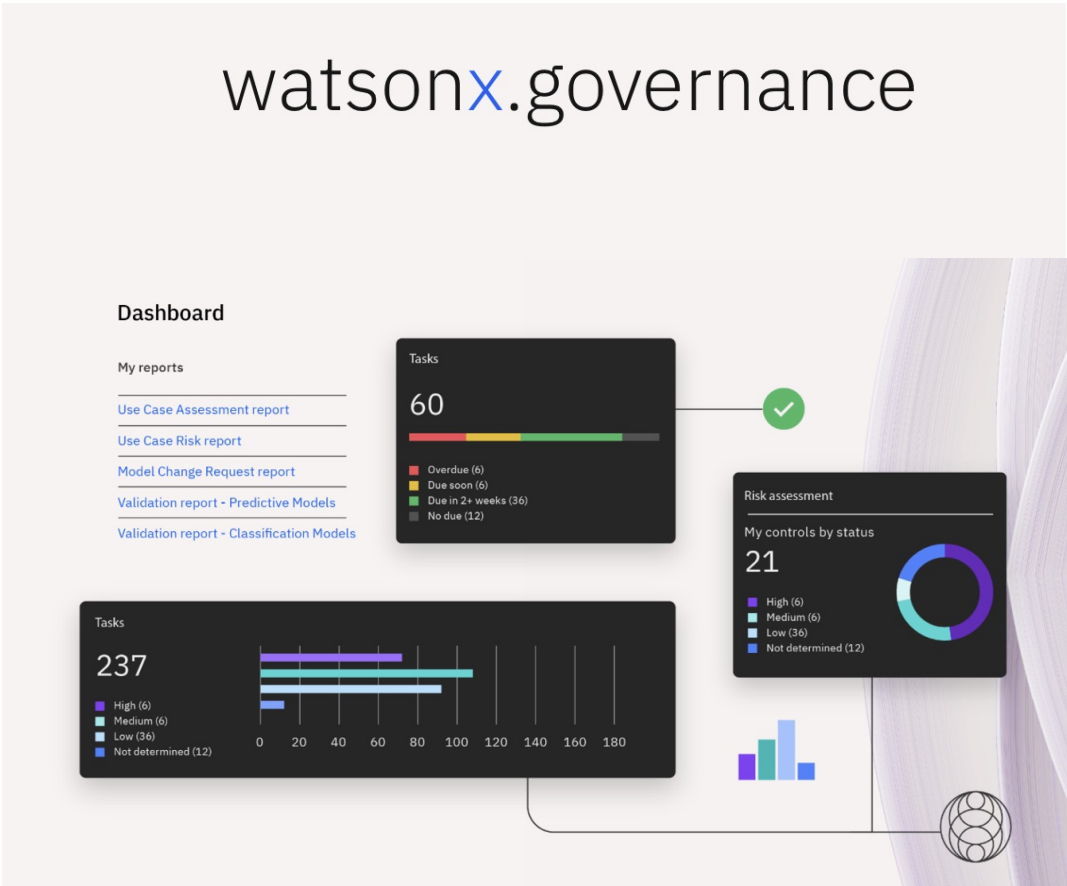 watsonx.governance
Dashboard
My reports
Use Case Assessment report
Use Case Risk report
Model Change Request report
Validation report - Predictive Models
Validation report - Classification Models
Tasks
60
Overdue (6)
Due soon (6)
Due in 2+ weeks (36)
No due (12)
Risk assessment
My controls by status
21
High (6)
Medium (6)
Low (36)
Not determined (12)
Tasks
237
High (6)
Medium (6)
Low (36)
Not determined (12)
0 20 40 60 80 100 120 140 160 180